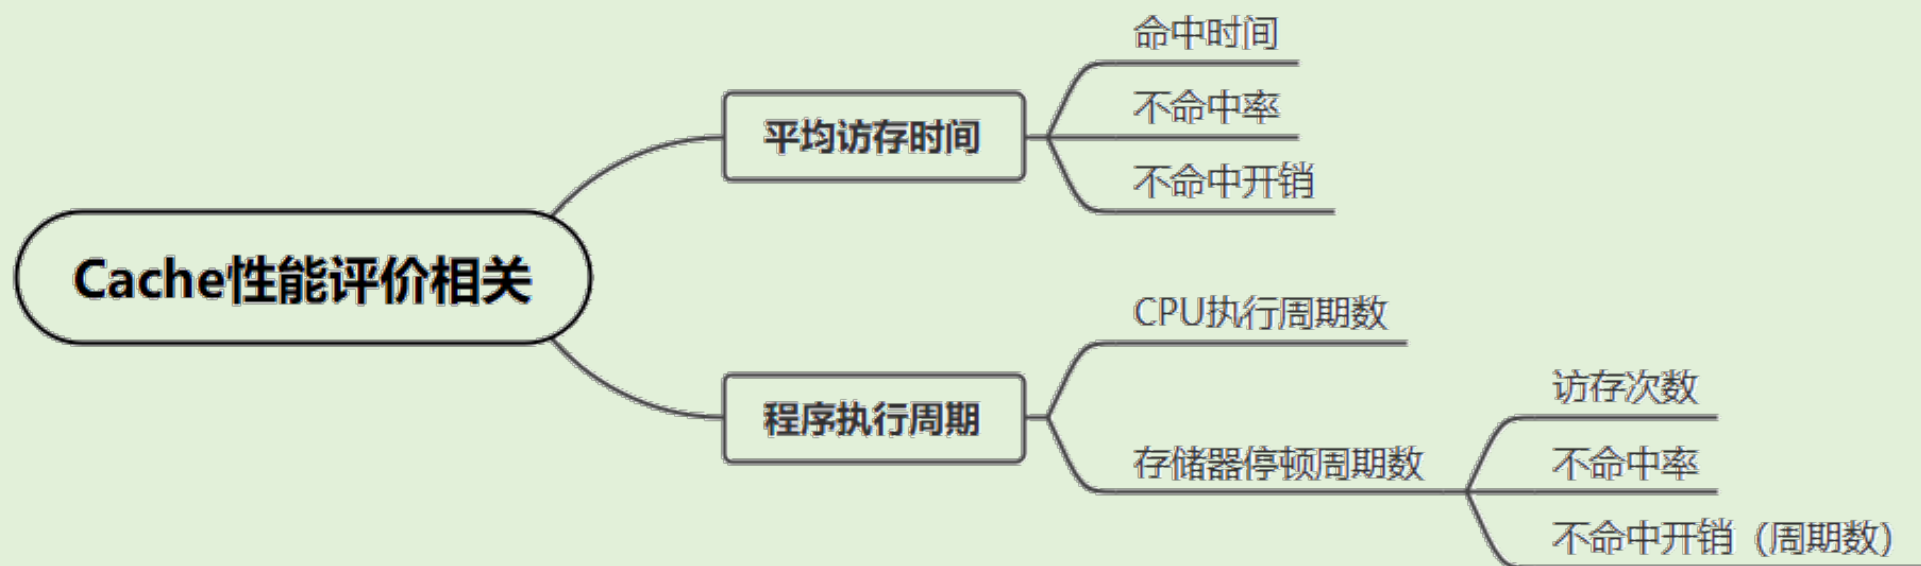 命中时间
不命中率
平均访存时间
不命中开销
Cache性能评价相关
CPU执行周期数
程序执行周期
存储器停顿周期数
访存次数
不命中率
不命中开销（周期数）